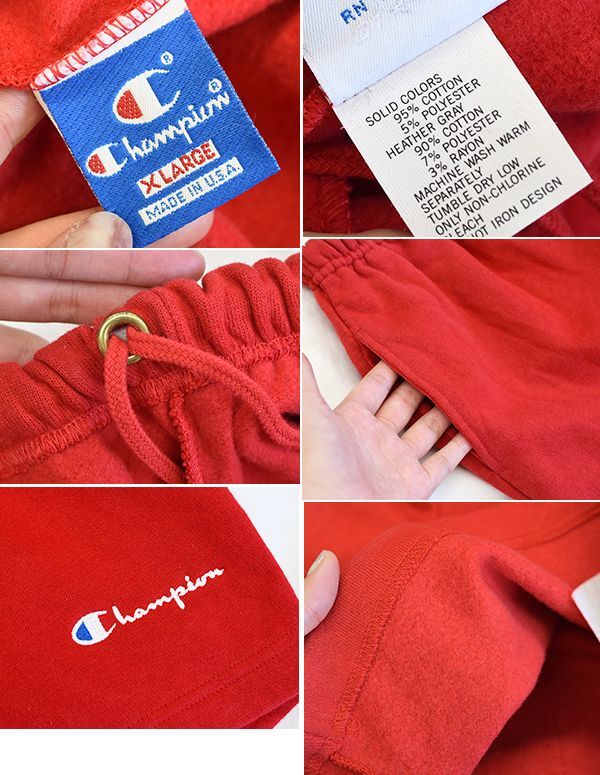 Champion
X LARGE
MADE IN U.S.A.
RN
SOLID COLORS
95% COTTON
5% POLYESTER
HEATHER GRAY
90% COTTON
7% POLYESTER
3% RAYON
MACHINE WASH WARM
SEPARATELY
TUMBLE DRY LOW
ONLY NON-CHLORINE
BLEACH
NOT IRON DESIGN
Champion